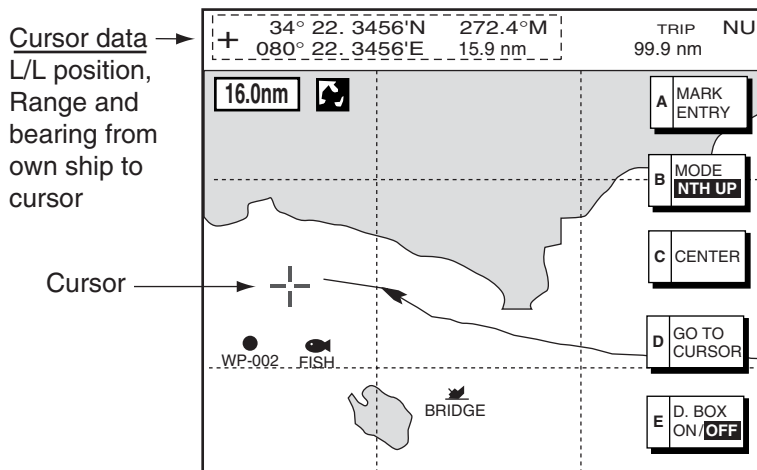 Cursor data
L/L position,
Range and
bearing from
own ship to
cursor
Cursor
+ 34° 22. 3456'N 272.4°M
080° 22. 3456'E 15.9 nm
TRIP NU
99.9 nm
16.0nm
A MARK
ENTRY
B MODE
NTH UP
C CENTER
D GO TO
CURSOR
E D. BOX
ON/OFF
WP-002
FISH
BRIDGE